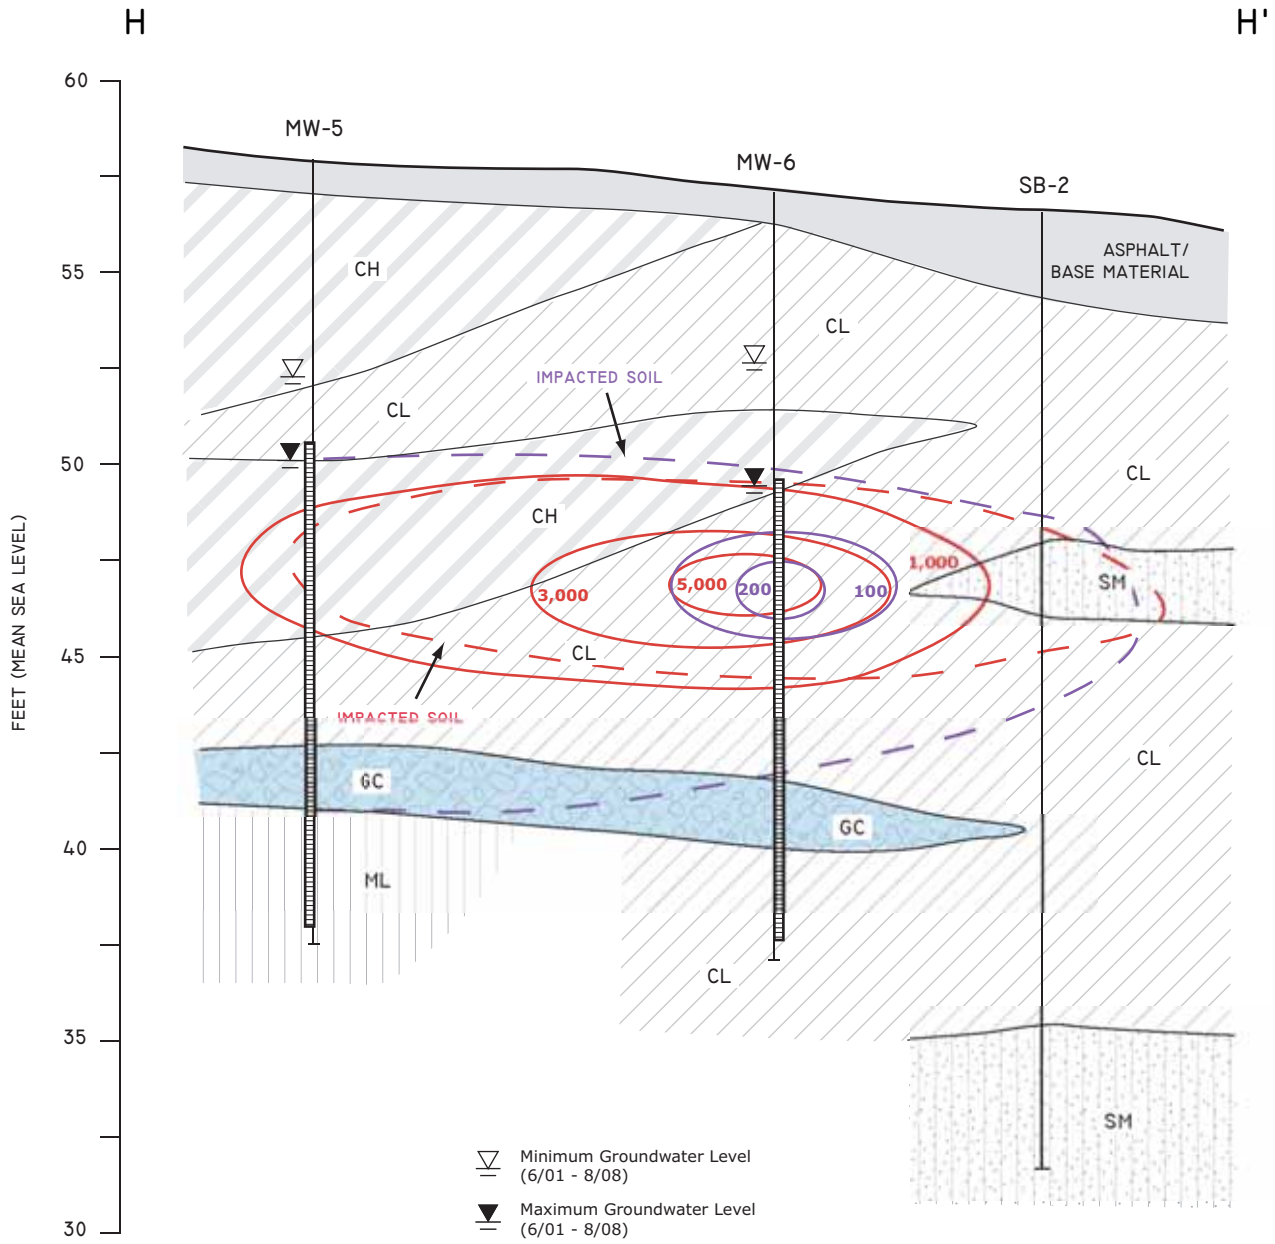 H
H'
60
MW-5
MW-6
SB-2
ASPHALT/
BASE MATERIAL
55
CH
CL
IMPACTED SOIL
CL
50
CL
CH
1,000
SM
5,000
200
100
3,000
45
CL
IMPACTED SOIL
FEET (MEAN SEA LEVEL)
CL
GC
GC
40
ML
CL
35
SM
Minimum Groundwater Level
(6/01 - 8/08)
Maximum Groundwater Level
(6/01 - 8/08)
30